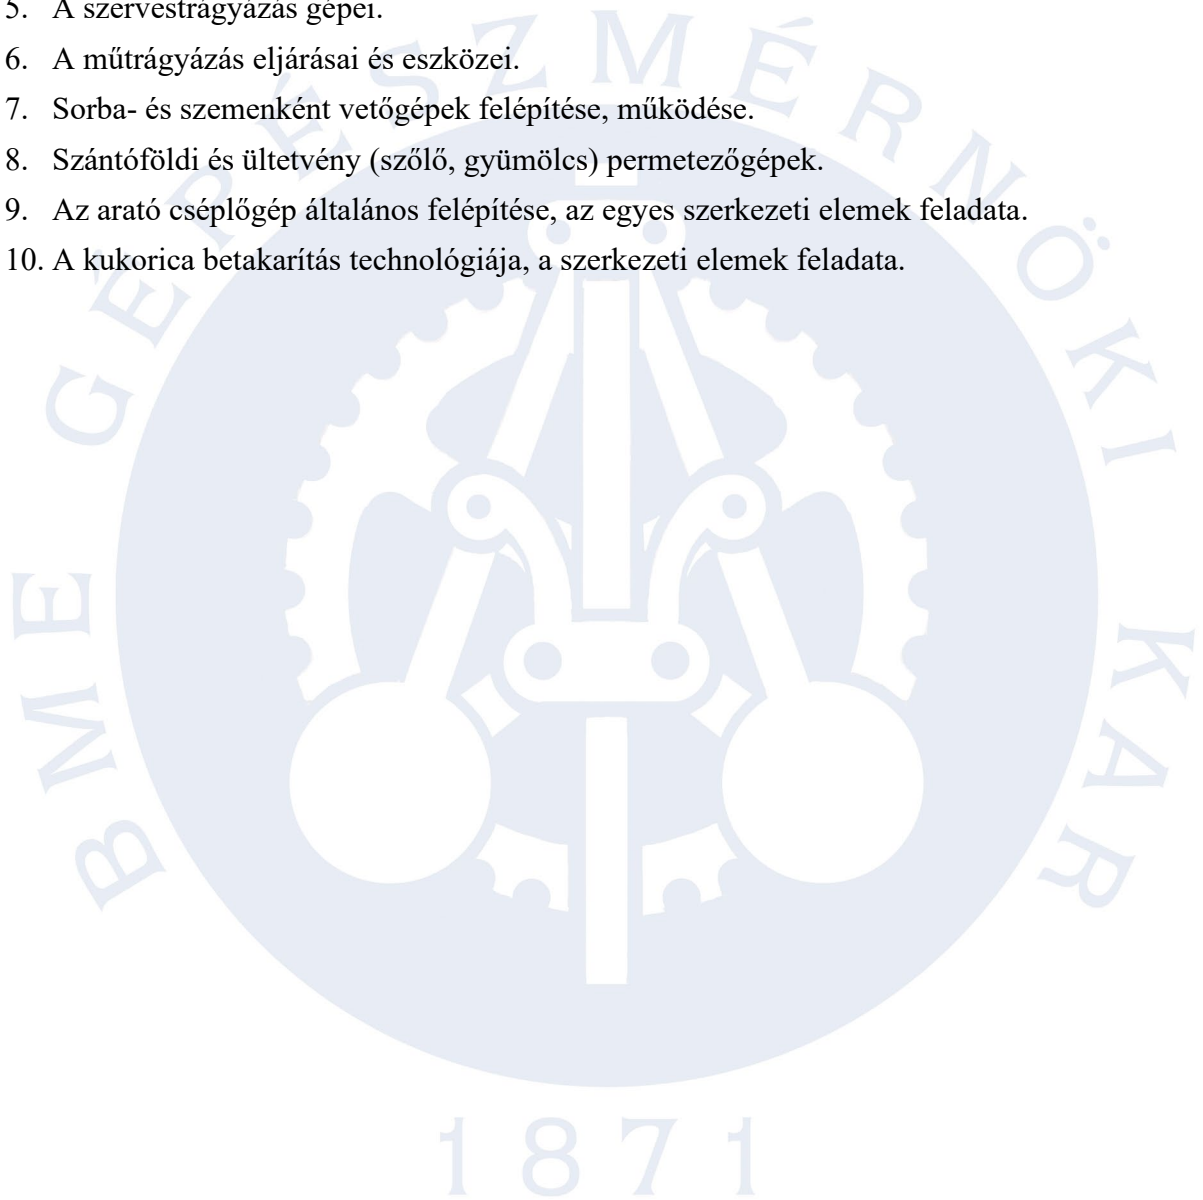 5. A szervestrágyázás gépei.
6. A műtrágyázás eljárásai és eszközei.
7. Sorba- és szemenként vetőgépek felépítése, működése.
8. Szántóföldi és ültetvény (szőlő, gyümölcs) permetezőgépek.
9. Az arató cséplőgép általános felépítése, az egyes szerkezeti elemek feladata.
10. A kukorica betakarítás technológiája, a szerkezeti elemek feladata.
BME GÉPÉSZMÉRNÖKI KAR
1871